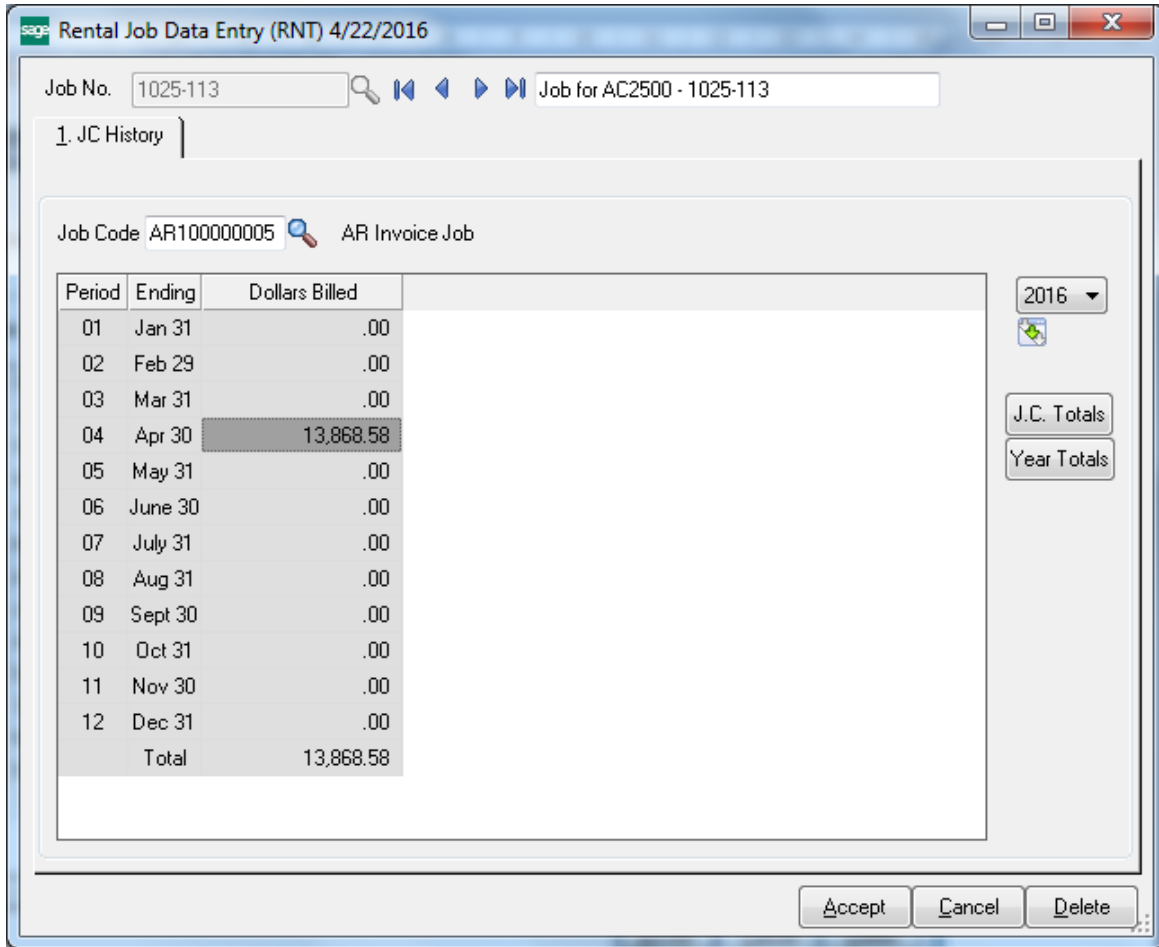 sage Rental Job Data Entry (RNT) 4/22/2016
Job No. 1025-113 Job for AC2500 - 1025-113
1. JC History
Job Code AR100000005 AR Invoice Job
Period Ending Dollars Billed 2016
01 Jan 31 .00
02 Feb 29 .00
03 Mar 31 .00
04 Apr 30 13,868.58
05 May 31 .00
06 June 30 .00
07 July 31 .00
08 Aug 31 .00
09 Sept 30 .00
10 Oct 31 .00
11 Nov 30 .00
12 Dec 31 .00
Total 13,868.58
J.C. Totals
Year Totals
Accept Cancel Delete